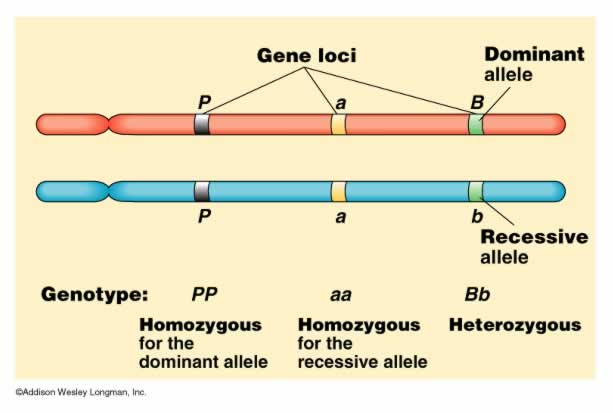 Gene loci
Dominant
allele
P a B
P a b
Recessive
allele
Genotype: PP aa Bb
Homozygous Homozygous Heterozygous
for the for the
dominant allele recessive allele
©Addison Wesley Longman, Inc.